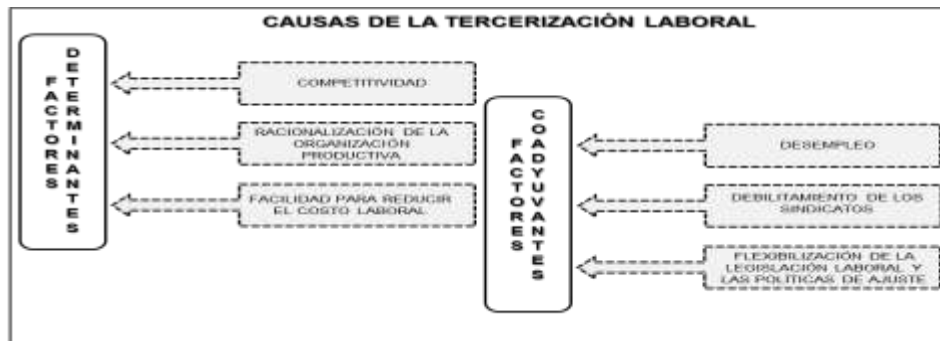 CAUSAS DE LA TERCERIZACIÓN LABORAL
FACTORES
DETERMINANTES
COMPETITIVIDAD
RACIONALIZACIÓN DE LA
ORGANIZACIÓN
PRODUCTIVA
FACILIDAD PARA REDUCIR
EL COSTO LABORAL
FACTORES
COADYUVANTES
DESEMPLEO
DEBILITAMIENTO DE LOS
SINDICATOS
FLEXIBILIZACIÓN DE LA
LEGISLACIÓN LABORAL Y
LAS POLÍTICAS DE AJUSTE